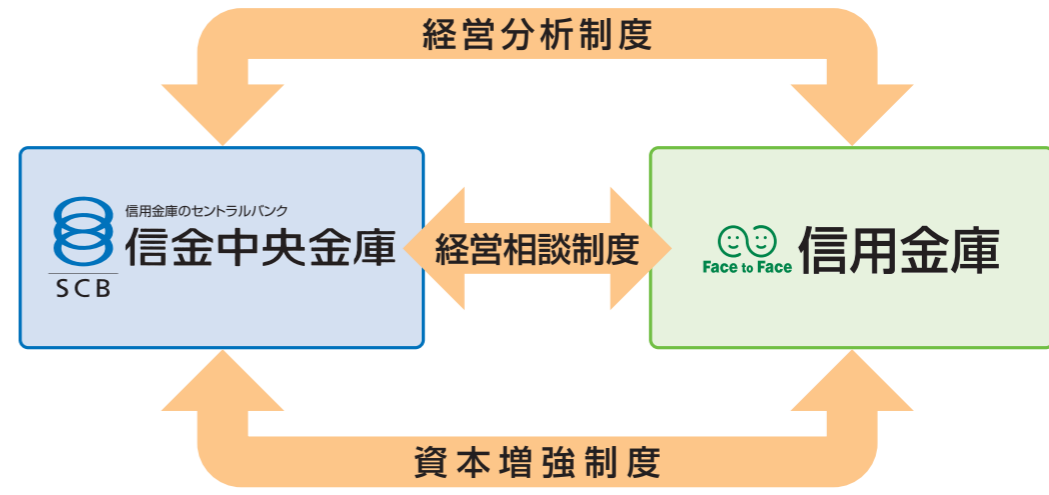 経営分析制度
信用金庫のセントラルバンク
信金中央金庫
SCB
経営相談制度
Face to Face
信用金庫
資本増強制度